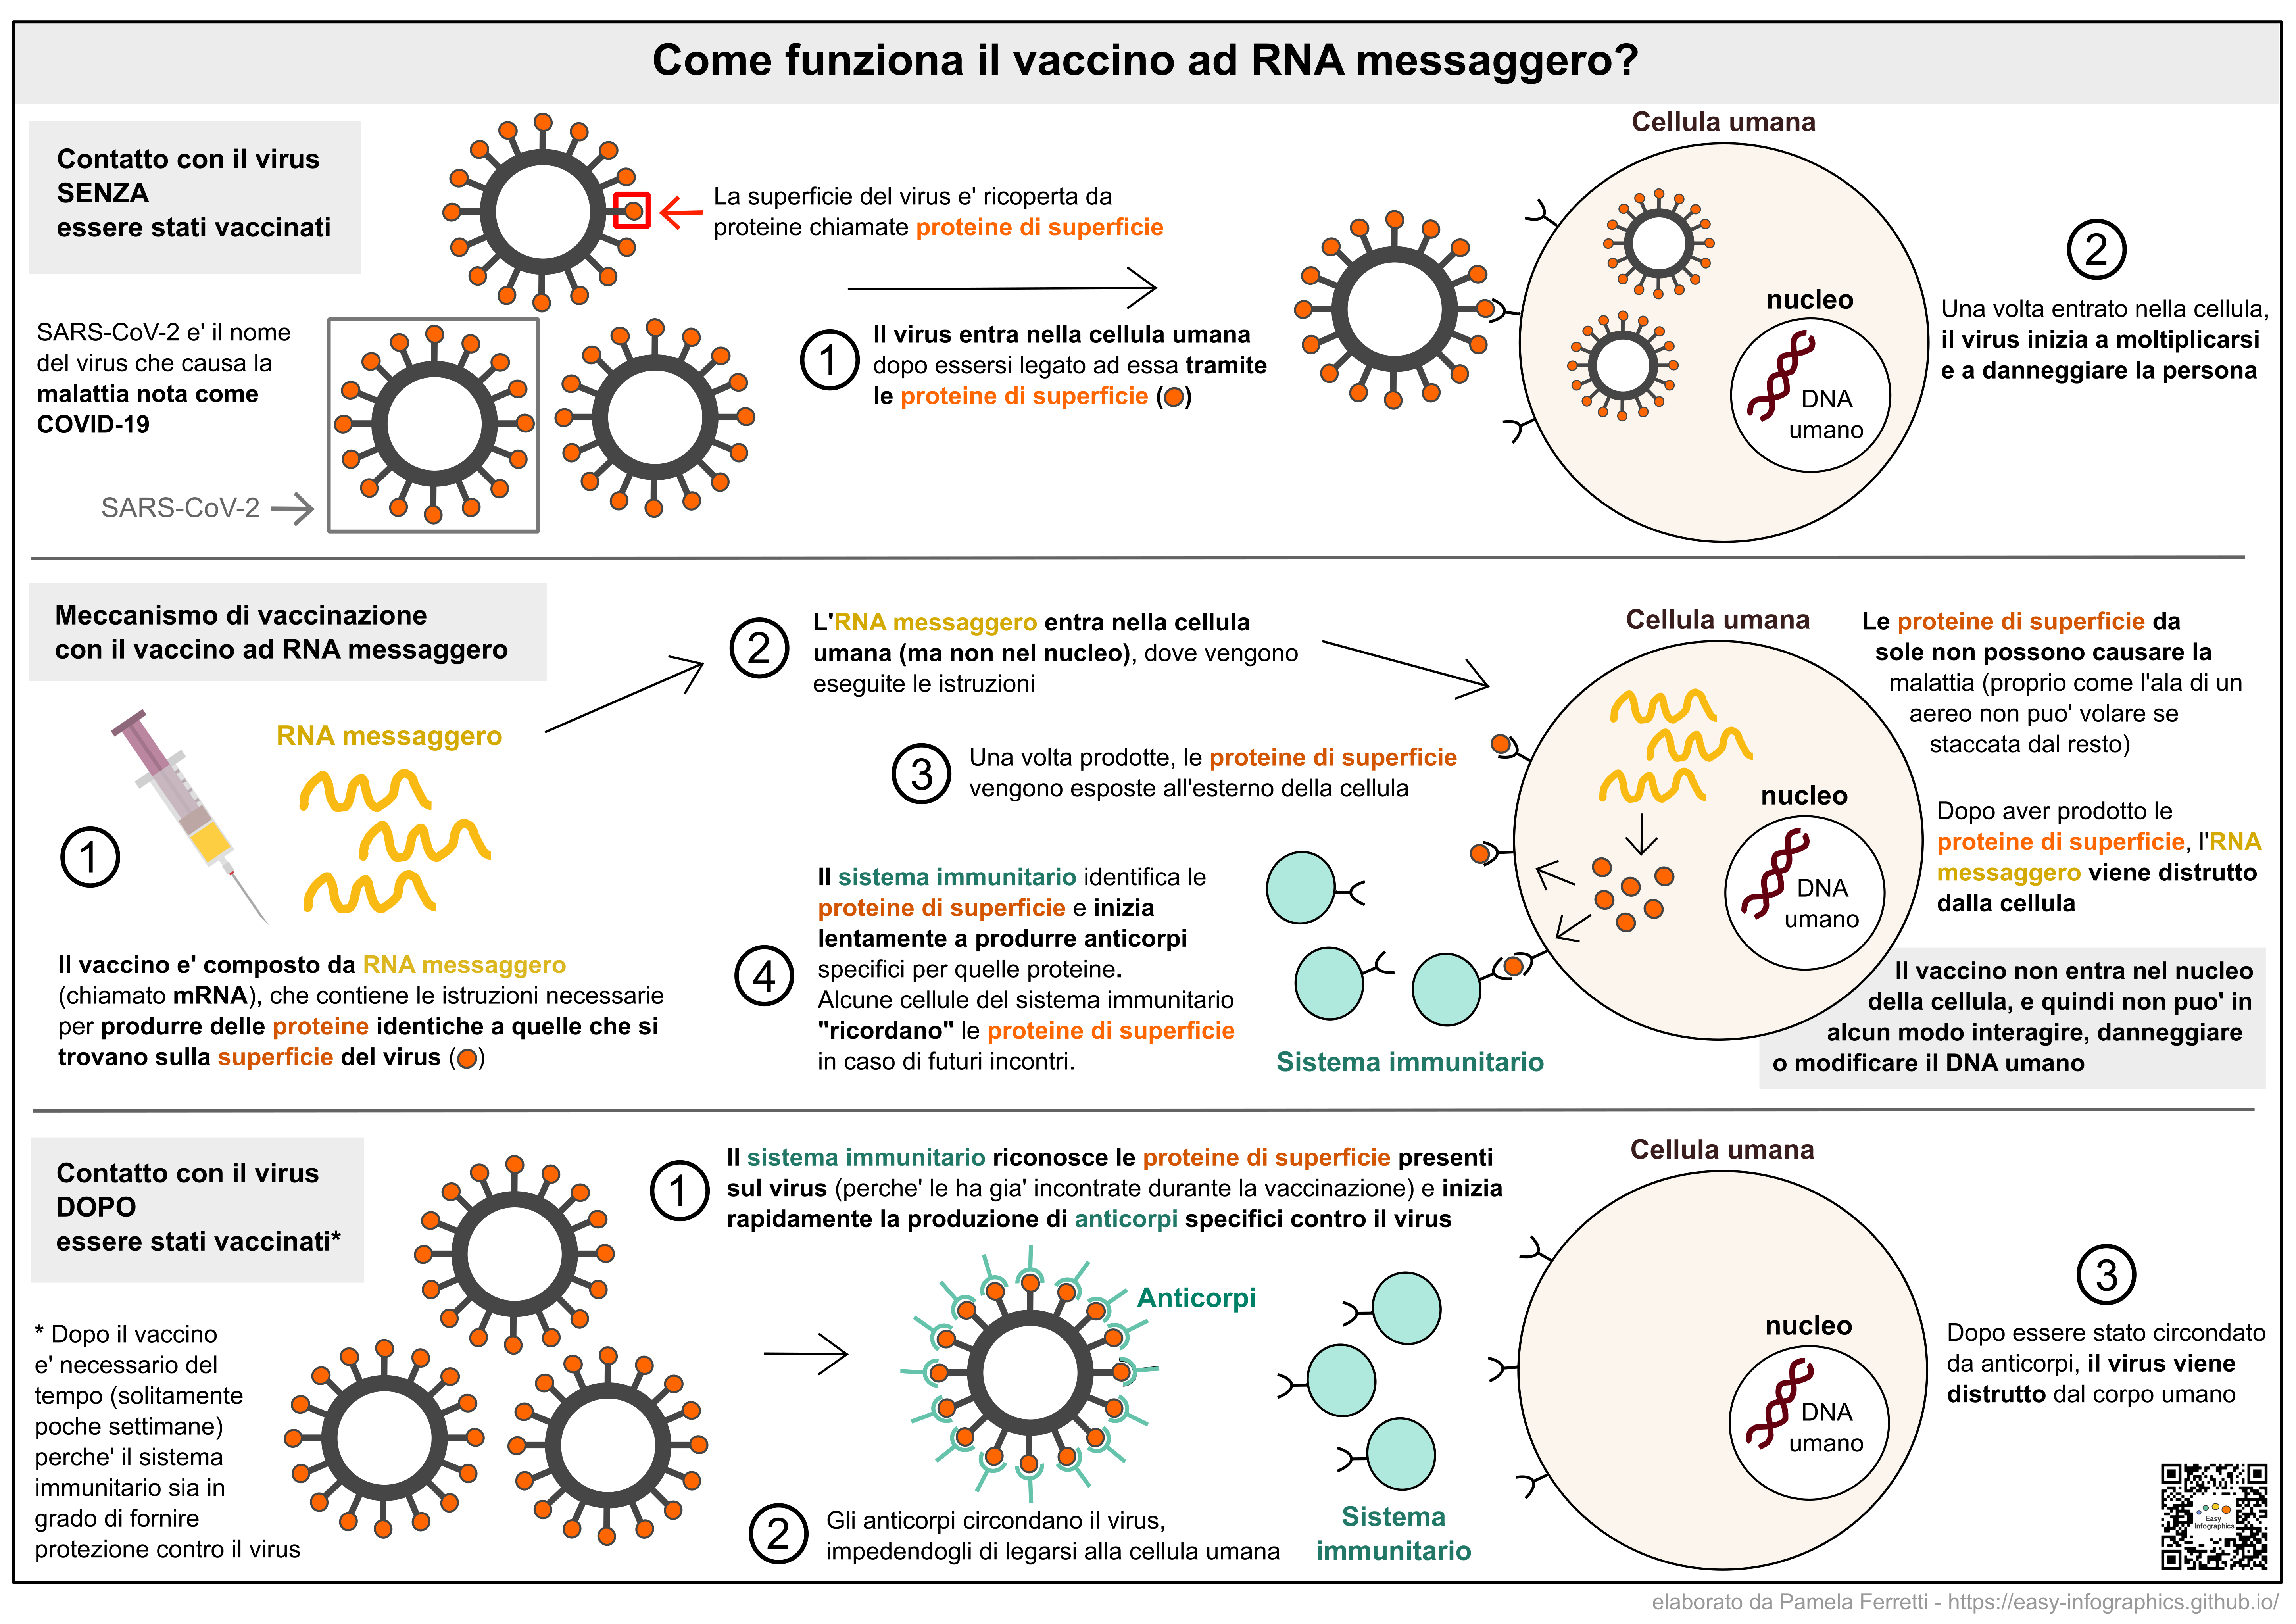 Come funziona il vaccino ad RNA messaggero?
Contatto con il virus
SENZA
essere stati vaccinati
La superficie del virus e' ricoperta da
proteine chiamate proteine di superficie
SARS-CoV-2 e' il nome
del virus che causa la
malattia nota come
COVID-19
SARS-CoV-2
1
Il virus entra nella cellula umana
dopo essersi legato ad essa tramite
le proteine di superficie ( )
Cellula umana
nucleo
DNA
umano
2
Una volta entrato nella cellula,
il virus inizia a moltiplicarsi
e a danneggiare la persona
Meccanismo di vaccinazione
con il vaccino ad RNA messaggero
RNA messaggero
1
Il vaccino e' composto da RNA messaggero
(chiamato mRNA), che contiene le istruzioni necessarie
per produrre delle proteine identiche a quelle che si
trovano sulla superficie del virus ( )
2
L'RNA messaggero entra nella cellula
umana (ma non nel nucleo), dove vengono
eseguite le istruzioni
3
Una volta prodotte, le proteine di superficie
vengono esposte all'esterno della cellula
4
Il sistema immunitario identifica le
proteine di superficie e inizia
lentamente a produrre anticorpi
specifici per quelle proteine.
Alcune cellule del sistema immunitario
"ricordano" le proteine di superficie
in caso di futuri incontri.
Sistema immunitario
Cellula umana
nucleo
DNA
umano
Le proteine di superficie da
sole non possono causare la
malattia (proprio come l'ala di un
aereo non puo' volare se
staccata dal resto)
Dopo aver prodotto le
proteine di superficie, l'RNA
messaggero viene distrutto
dalla cellula
Il vaccino non entra nel nucleo
della cellula, e quindi non puo' in
alcun modo interagire, danneggiare
o modificare il DNA umano
Contatto con il virus
DOPO
essere stati vaccinati*
* Dopo il vaccino
e' necessario del
tempo (solitamente
poche settimane)
perche' il sistema
immunitario sia in
grado di fornire
protezione contro il virus
1
Il sistema immunitario riconosce le proteine di superficie presenti
sul virus (perche' le ha gia' incontrate durante la vaccinazione) e inizia
rapidamente la produzione di anticorpi specifici contro il virus
Anticorpi
2
Gli anticorpi circondano il virus,
impedendogli di legarsi alla cellula umana
Sistema
immunitario
Cellula umana
nucleo
DNA
umano
3
Dopo essere stato circondato
da anticorpi, il virus viene
distrutto dal corpo umano
Easy
Infographics
elaborato da Pamela Ferretti - https://easy-infographics.github.io/